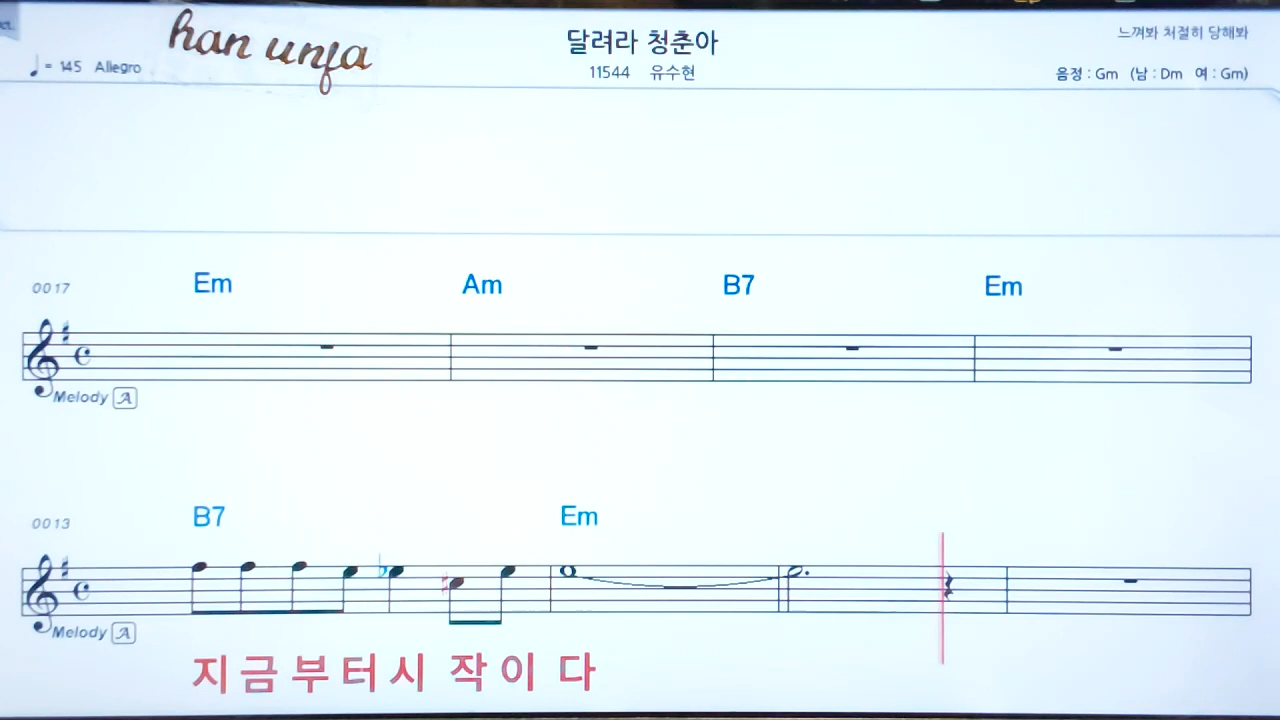 han unja
달려라 청춘아
느껴봐 처절히 당해봐
♩= 145 Allegro
11544 유수현
음정 : Gm (남 : Dm 여 : Gm)
0017 Em Am B7 Em
Melody A
0013 B7 Em
Melody A
지금부터시 작이 다